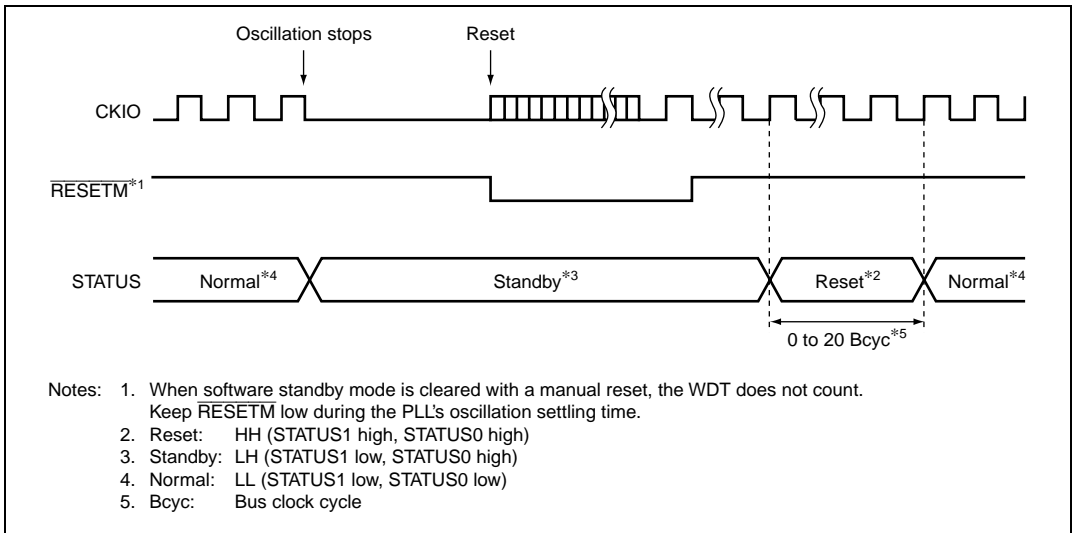 Oscillation stops Reset
CKIO
RESETM*1
STATUS Normal*4 Standby*3 Reset*2 Normal*4
0 to 20 Bcyc*5
Notes: 1. When software standby mode is cleared with a manual reset, the WDT does not count.
Keep RESETM low during the PLL's oscillation settling time.
2. Reset: HH (STATUS1 high, STATUS0 high)
3. Standby: LH (STATUS1 low, STATUS0 high)
4. Normal: LL (STATUS1 low, STATUS0 low)
5. Bcyc: Bus clock cycle